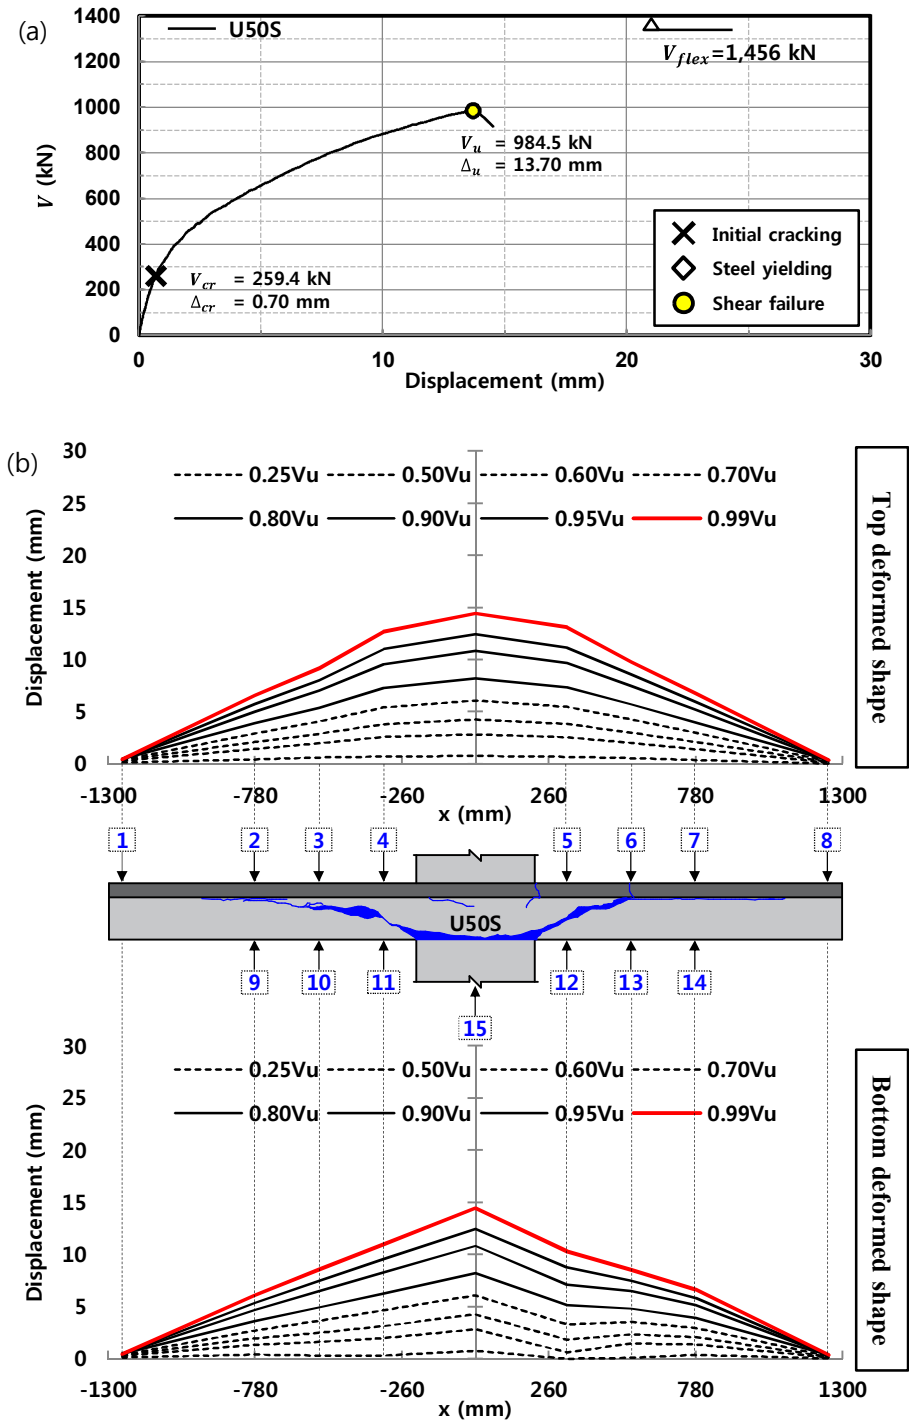 (a)
1400
1200
1000
800
600
400
200
0
V (kN)
U50S
V_flex=1,456 kN
V_u = 984.5 kN
Δ_u = 13.70 mm
V_cr = 259.4 kN
Δ_cr = 0.70 mm
Initial cracking
Steel yielding
Shear failure
0 10 20 30
Displacement (mm)
(b)
30
25
20
15
10
5
0
Displacement (mm)
0.25Vu 0.50Vu 0.60Vu 0.70Vu
0.80Vu 0.90Vu 0.95Vu 0.99Vu
Top deformed shape
-1300 -780 -260 260 780 1300
x (mm)
1 2 3 4 5 6 7 8
U50S
9 10 11 12 13 14
15
30
25
20
15
10
5
0
Displacement (mm)
0.25Vu 0.50Vu 0.60Vu 0.70Vu
0.80Vu 0.90Vu 0.95Vu 0.99Vu
Bottom deformed shape
-1300 -780 -260 260 780 1300
x (mm)